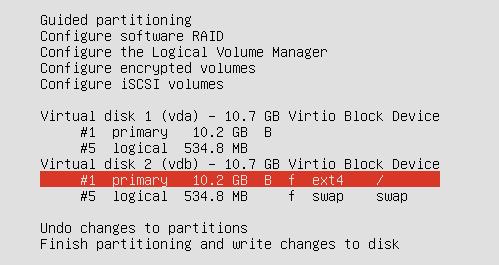 Guided partitioning
Configure software RAID
Configure the Logical Volume Manager
Configure encrypted volumes
Configure iSCSI volumes
Virtual disk 1 (vda) – 10.7 GB Virtio Block Device
#1 primary 10.2 GB B
#5 logical 534.8 MB
Virtual disk 2 (vdb) – 10.7 GB Virtio Block Device
#1 primary 10.2 GB B f ext4 /
#5 logical 534.8 MB f swap swap
Undo changes to partitions
Finish partitioning and write changes to disk